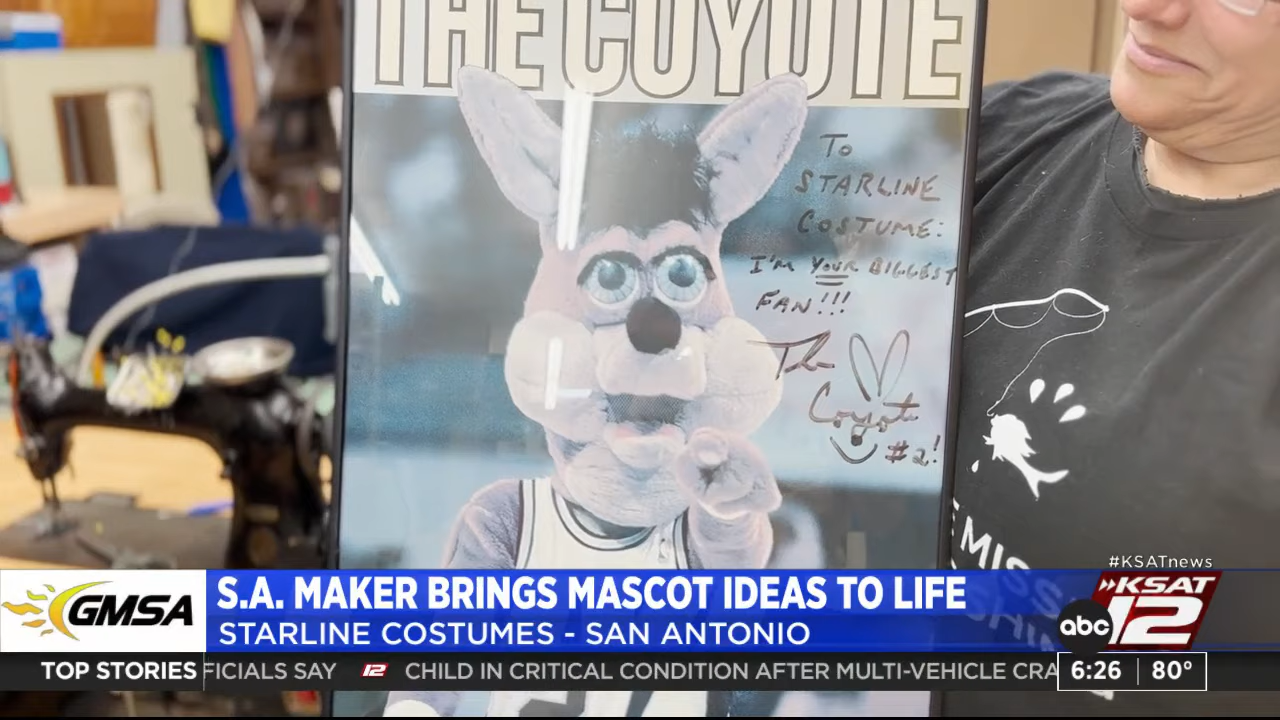 THE COYOTE
To
STARLINE
COSTUME:
I'M YOUR BIGGEST
FAN!!!
The
Coyote
#2!
#KSATnews
GMSA
S.A. MAKER BRINGS MASCOT IDEAS TO LIFE
STARLINE COSTUMES - SAN ANTONIO
abc
KSAT
12
TOP STORIES
FICIALS SAY 12 CHILD IN CRITICAL CONDITION AFTER MULTI-VEHICLE CRA
6:26 80°